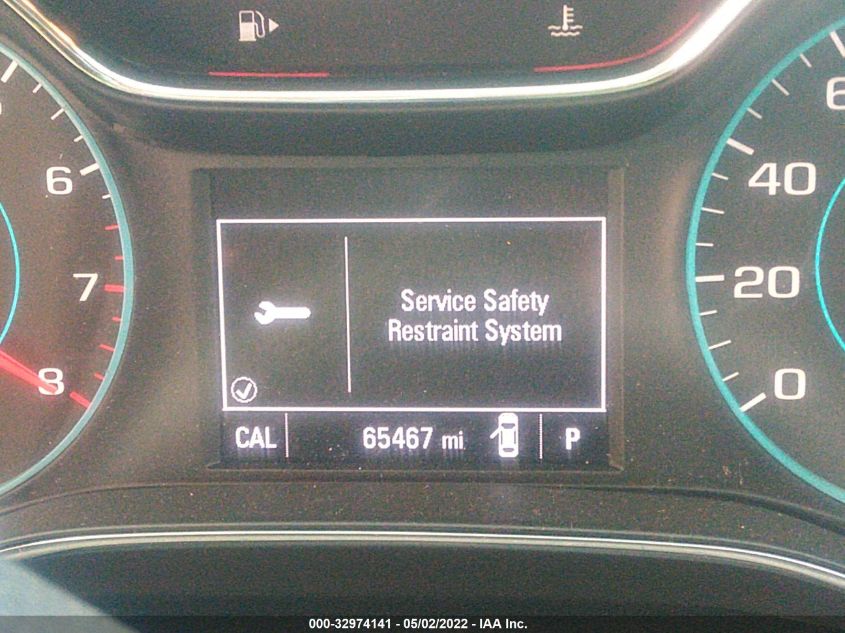 6
7
8
Service Safety
Restraint System
CAL
65467 mi
P
40
20
0
000-32974141 - 05/02/2022 - IAA Inc.